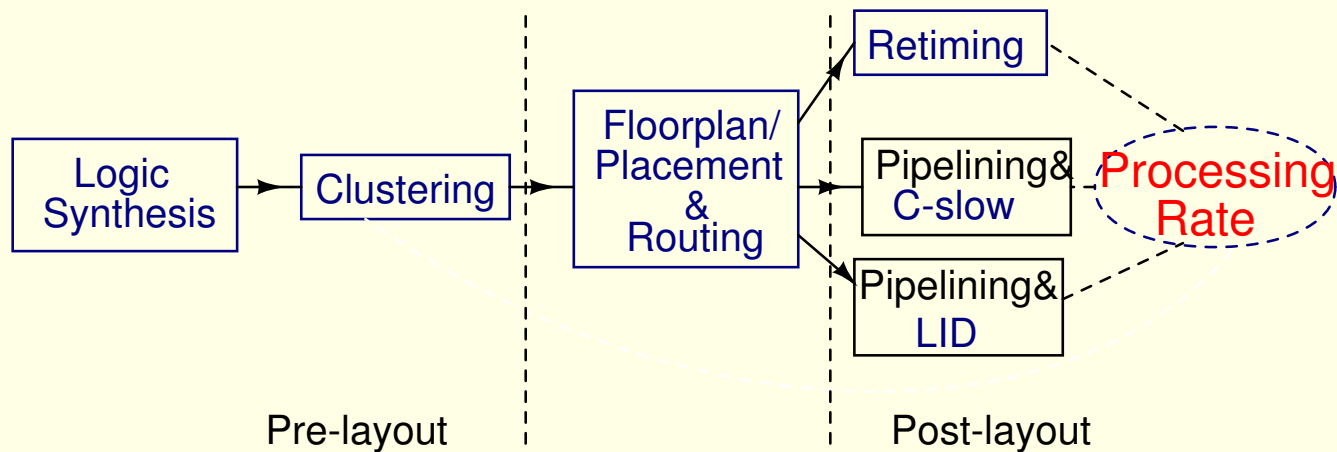 Logic
Synthesis
Clustering
Floorplan/
Placement
&
Routing
Retiming
Pipelining&
C-slow
Pipelining&
LID
Processing
Rate
Pre-layout
Post-layout